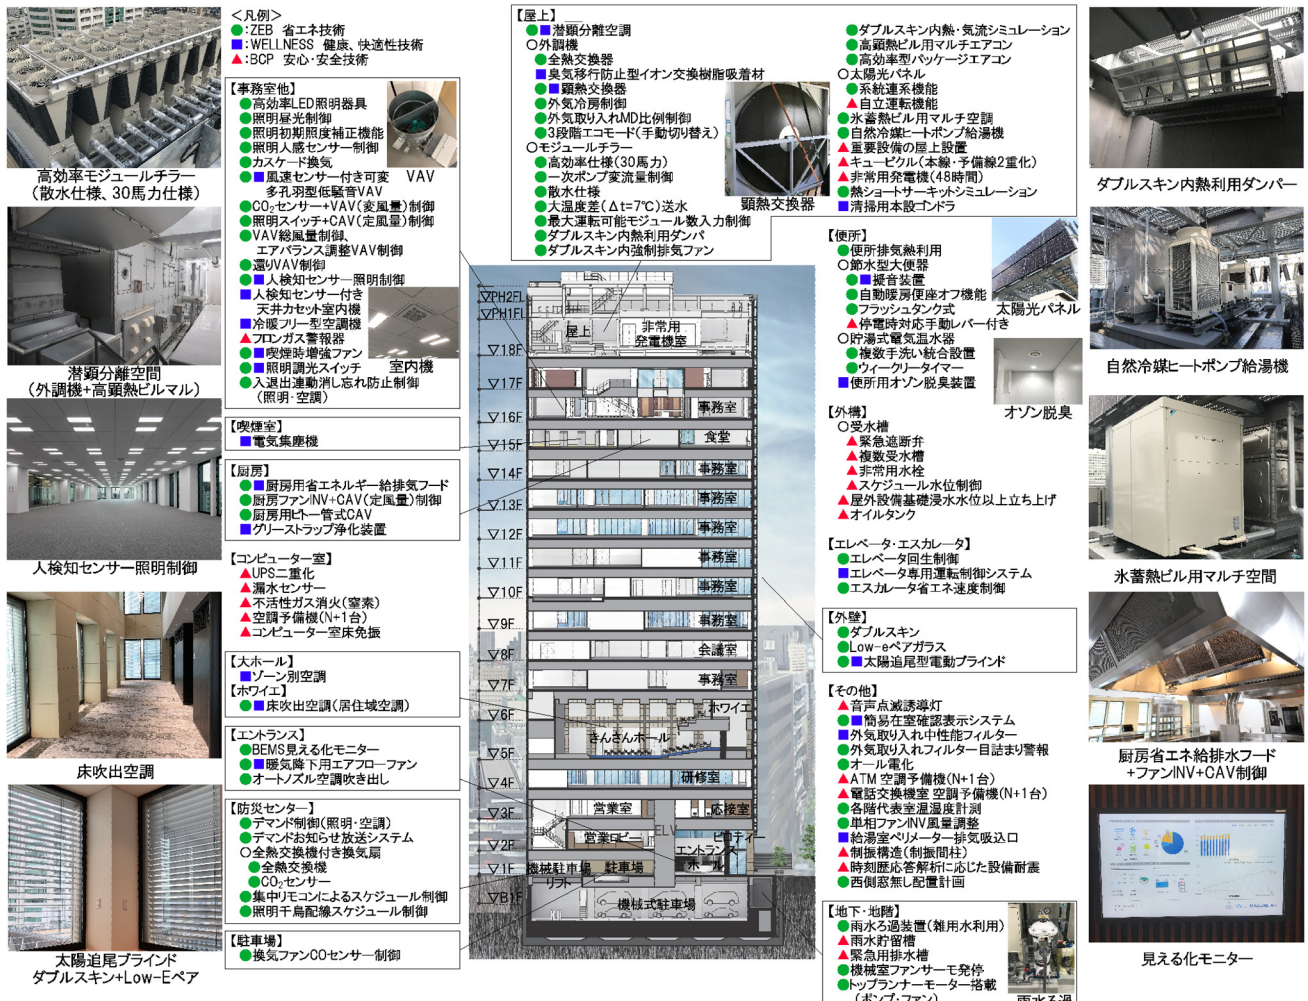 高効率モジュールチラー
(散水仕様、30馬力仕様)
潜顕分離空間
(外調機+高顕熱ビルマル)
人検知センサー照明制御
床吹出空調
太陽追尾ブラインド
ダブルスキン+Low-Eペア
<凡例>
●:ZEB 省エネ技術
■:WELLNESS 健康、快適性技術
▲:BCP 安心・安全技術
【事務室他】
●高効率LED照明器具
●照明昼光制御
●照明初期照度補正機能
●照明人感センサー制御
●カスケード換気
●■風速センサー付き可変
多孔羽型低騒音VAV
●CO₂センサー+VAV(変風量)制御
●照明スイッチ+CAV(定風量)制御
●VAV総風量制御、
エアバランス調整VAV制御
●還りVAV制御
●■人検知センサー照明制御
■人検知センサー付き
天井カセット室内機
■冷暖フリー型空調機
▲フロンガス警報器
●■喫煙時増強ファン
●■照明調光スイッチ
●入退出連動消し忘れ防止制御
(照明・空調)
VAV
室内機
【喫煙室】
■電気集塵機
【厨房】
●■厨房用省エネルギー給排気フード
●厨房ファンINV+CAV(定風量)制御
●厨房用ピトー管式CAV
■グリーストラップ浄化装置
【コンピューター室】
▲UPS二重化
▲漏水センサー
▲不活性ガス消火(窒素)
▲空調予備機(N+1台)
▲コンピューター室床免振
【大ホール】
■ゾーン別空調
【ホワイエ】
●■床吹出空調(居住域空調)
【エントランス】
●BEMS見える化モニター
●■暖気降下用エアフローファン
●オートノズル空調吹き出し
【防災センター】
●デマンド制御(照明・空調)
●デマンドお知らせ放送システム
○全熱交換機付き換気扇
●全熱交換機
●CO₂センサー
●集中リモコンによるスケジュール制御
●照明千鳥配線スケジュール制御
【駐車場】
●換気ファンCOセンサー制御
【屋上】
●■潜顕分離空調
○外調機
●全熱交換器
■臭気移行防止型イオン交換樹脂吸着材
●■顕熱交換器
●外気冷房制御
●外気取り入れMD比例制御
●3段階エコモード(手動切り替え)
○モジュールチラー
●高効率仕様(30馬力)
●一次ポンプ変流量制御
●散水仕様
●大温度差(Δt=7℃)送水
●最大運転可能モジュール数入力制御
●ダブルスキン内熱利用ダンパ
●ダブルスキン内強制排気ファン
顕熱交換器
●ダブルスキン内熱・気流シミュレーション
●高顕熱ビル用マルチエアコン
●高効率型パッケージエアコン
○太陽光パネル
●系統連系機能
▲自立運転機能
●氷蓄熱ビル用マルチ空調
●自然冷媒ヒートポンプ給湯機
▲重要設備の屋上設置
▲キュービクル(本線・予備線2重化)
▲非常用発電機(48時間)
●熱ショートサーキットシミュレーション
■清掃用本設ゴンドラ
▽PH2FL
▽PH1FL
▽18F
▽17F
▽16F
▽15F
▽14F
▽13F
▽12F
▽11F
▽10F
▽9F
▽8F
▽7F
▽6F
▽5F
▽4F
▽3F
▽2F
▽1F
▽B1F
屋上
非常用
発電機室
事務室
食堂
事務室
事務室
事務室
事務室
事務室
事務室
会議室
事務室
ホワイエ
きんさんホール
研修室
営業室
応接室
営業ロビー
ELV
ピロティー
エントランス
ホール
機械駐車場
リフト
駐車場
機械式駐車場
【便所】
●便所排気熱利用
○節水型大便器
●■擬音装置
●自動暖房便座オフ機能
●フラッシュタンク式
▲停電時対応手動レバー付き
○貯湯式電気温水器
●複数手洗い統合設置
●ウィークリータイマー
■便所用オゾン脱臭装置
太陽光パネル
オゾン脱臭
【外構】
○受水槽
▲緊急遮断弁
▲複数受水槽
▲非常用水栓
▲スケジュール水位制御
▲屋外設備基礎浸水水位以上立ち上げ
▲オイルタンク
【エレベータ・エスカレータ】
●エレベータ回生制御
■エレベータ専用運転制御システム
●エスカレータ省エネ速度制御
【外壁】
●ダブルスキン
●Low-eペアガラス
●■太陽追尾型電動ブラインド
【その他】
▲音声点滅誘導灯
●■簡易在室確認表示システム
■外気取り入れ中性能フィルター
●外気取り入れフィルター目詰まり警報
●オール電化
▲ATM 空調予備機(N+1台)
▲電話交換機室 空調予備機(N+1台)
●各階代表室温湿度計測
●単相ファンINV風量調整
■給湯室ペリメーター排気吸込口
▲制振構造(制振間柱)
▲時刻歴応答解析に応じた設備耐震
●西側窓無し配置計画
【地下・地階】
●雨水ろ過装置(雑用水利用)
▲雨水貯留槽
▲緊急用排水槽
●機械室ファンサーモ発停
●トップランナーモーター搭載
(ポンプ・ファン)
雨水ろ過
ダブルスキン内熱利用ダンパー
自然冷媒ヒートポンプ給湯機
氷蓄熱ビル用マルチ空間
厨房省エネ給排水フード
+ファンINV+CAV制御
見える化モニター